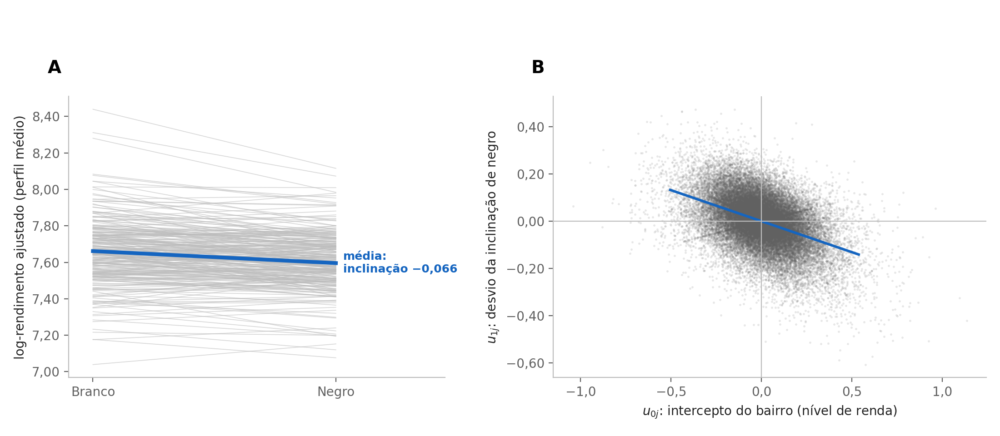 A
log-rendimento ajustado (perfil médio)
8,40
8,20
8,00
7,80
7,60
7,40
7,20
7,00
Branco
Negro
média:
inclinação −0,066
B
u1j: desvio da inclinação de negro
0,40
0,20
0,00
−0,20
−0,40
−0,60
−1,0
−0,5
0,0
0,5
1,0
u0j: intercepto do bairro (nível de renda)